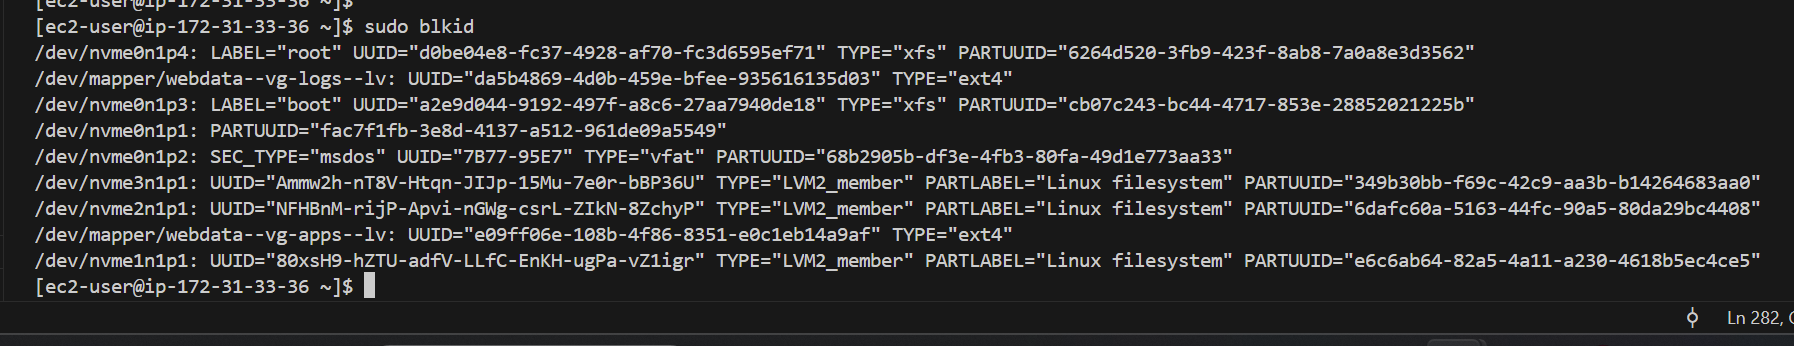 [ec2-user@ip-172-31-33-36 ~]$
[ec2-user@ip-172-31-33-36 ~]$ sudo blkid
/dev/nvme0n1p4: LABEL="root" UUID="d0be04e8-fc37-4928-af70-fc3d6595ef71" TYPE="xfs" PARTUUID="6264d520-3fb9-423f-8ab8-7a0a8e3d3562"
/dev/mapper/webdata--vg-logs--lv: UUID="da5b4869-4d0b-459e-bfee-935616135d03" TYPE="ext4"
/dev/nvme0n1p3: LABEL="boot" UUID="a2e9d044-9192-497f-a8c6-27aa7940de18" TYPE="xfs" PARTUUID="cb07c243-bc44-4717-853e-28852021225b"
/dev/nvme0n1p1: PARTUUID="fac7f1fb-3e8d-4137-a512-961de09a5549"
/dev/nvme0n1p2: SEC_TYPE="msdos" UUID="7B77-95E7" TYPE="vfat" PARTUUID="68b2905b-df3e-4fb3-80fa-49d1e773aa33"
/dev/nvme3n1p1: UUID="Ammw2h-nT8V-Htqn-JIJp-15Mu-7e0r-bBP36U" TYPE="LVM2_member" PARTLABEL="Linux filesystem" PARTUUID="349b30bb-f69c-42c9-aa3b-b14264683aa0"
/dev/nvme2n1p1: UUID="NFHBnM-rijP-Apvi-nGWg-csrL-ZIkN-8ZchyP" TYPE="LVM2_member" PARTLABEL="Linux filesystem" PARTUUID="6dafc60a-5163-44fc-90a5-80da29bc4408"
/dev/mapper/webdata--vg-apps--lv: UUID="e09ff06e-108b-4f86-8351-e0c1eb14a9af" TYPE="ext4"
/dev/nvme1n1p1: UUID="80xsH9-hZTU-adfV-LLfC-EnKH-ugPa-vZ1igr" TYPE="LVM2_member" PARTLABEL="Linux filesystem" PARTUUID="e6c6ab64-82a5-4a11-a230-4618b5ec4ce5"
[ec2-user@ip-172-31-33-36 ~]$
Ln 282,